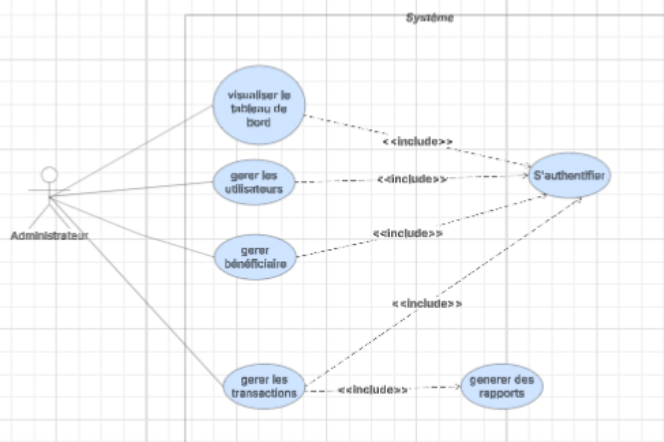 Système
visualiser le
tableau de
bord
<<include>>
gerer les
utilisateurs
<<include>>
S'authentifier
Administrateur
gerer
bénéficiaire
<<include>>
<<include>>
gerer les
transactions
<<include>>
generer des
rapports